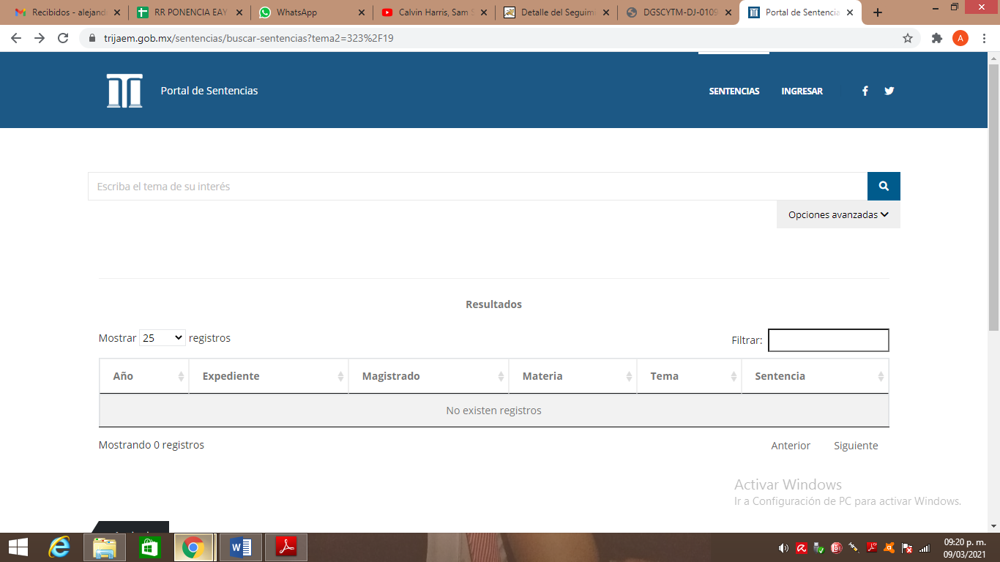 Recibidos - alejand
RR PONENCIA EAY
WhatsApp
Calvin Harris, Sam S
Detalle del Seguimi
DGSCYTM-DJ-0109
Portal de Sentencia
trijaem.gob.mx/sentencias/buscar-sentencias?tema2=323%2F19
A
Portal de Sentencias
SENTENCIAS
INGRESAR
Escriba el tema de su interés
Opciones avanzadas
Resultados
Mostrar 25 registros
Filtrar:
Año Expediente Magistrado Materia Tema Sentencia
No existen registros
Mostrando 0 registros
Anterior Siguiente
Activar Windows
Ir a Configuración de PC para activar Windows.
09:20 p. m.
09/03/2021